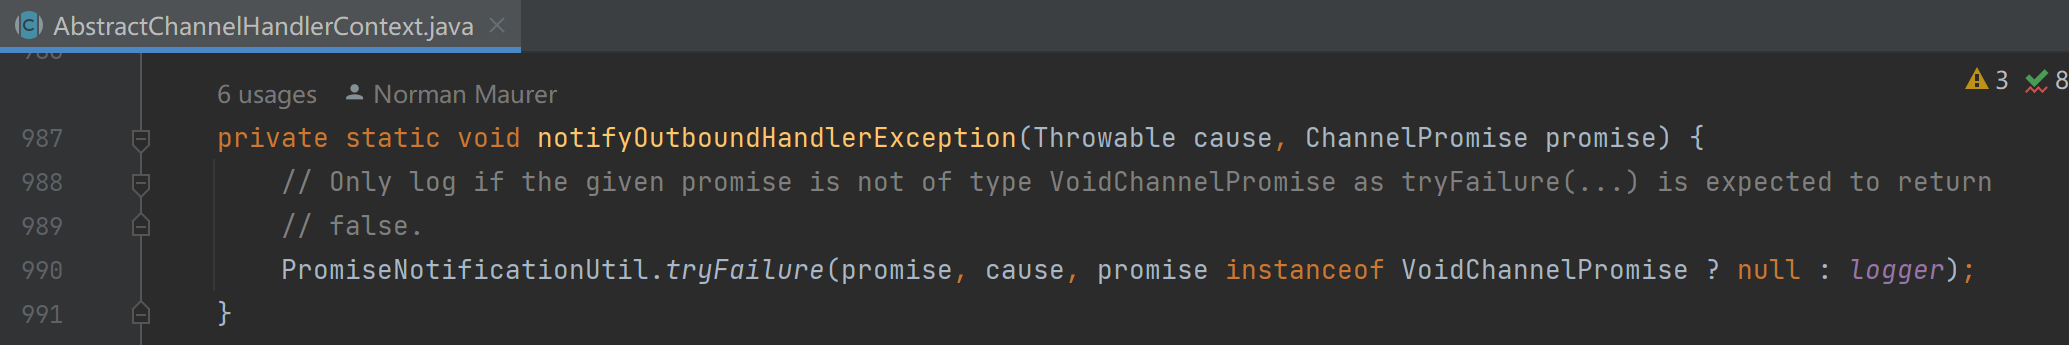 AbstractChannelHandlerContext.java
6 usages Norman Maurer
3 8
987 private static void notifyOutboundHandlerException(Throwable cause, ChannelPromise promise) {
988 // Only log if the given promise is not of type VoidChannelPromise as tryFailure(...) is expected to return
989 // false.
990 PromiseNotificationUtil.tryFailure(promise, cause, promise instanceof VoidChannelPromise ? null : logger);
991 }